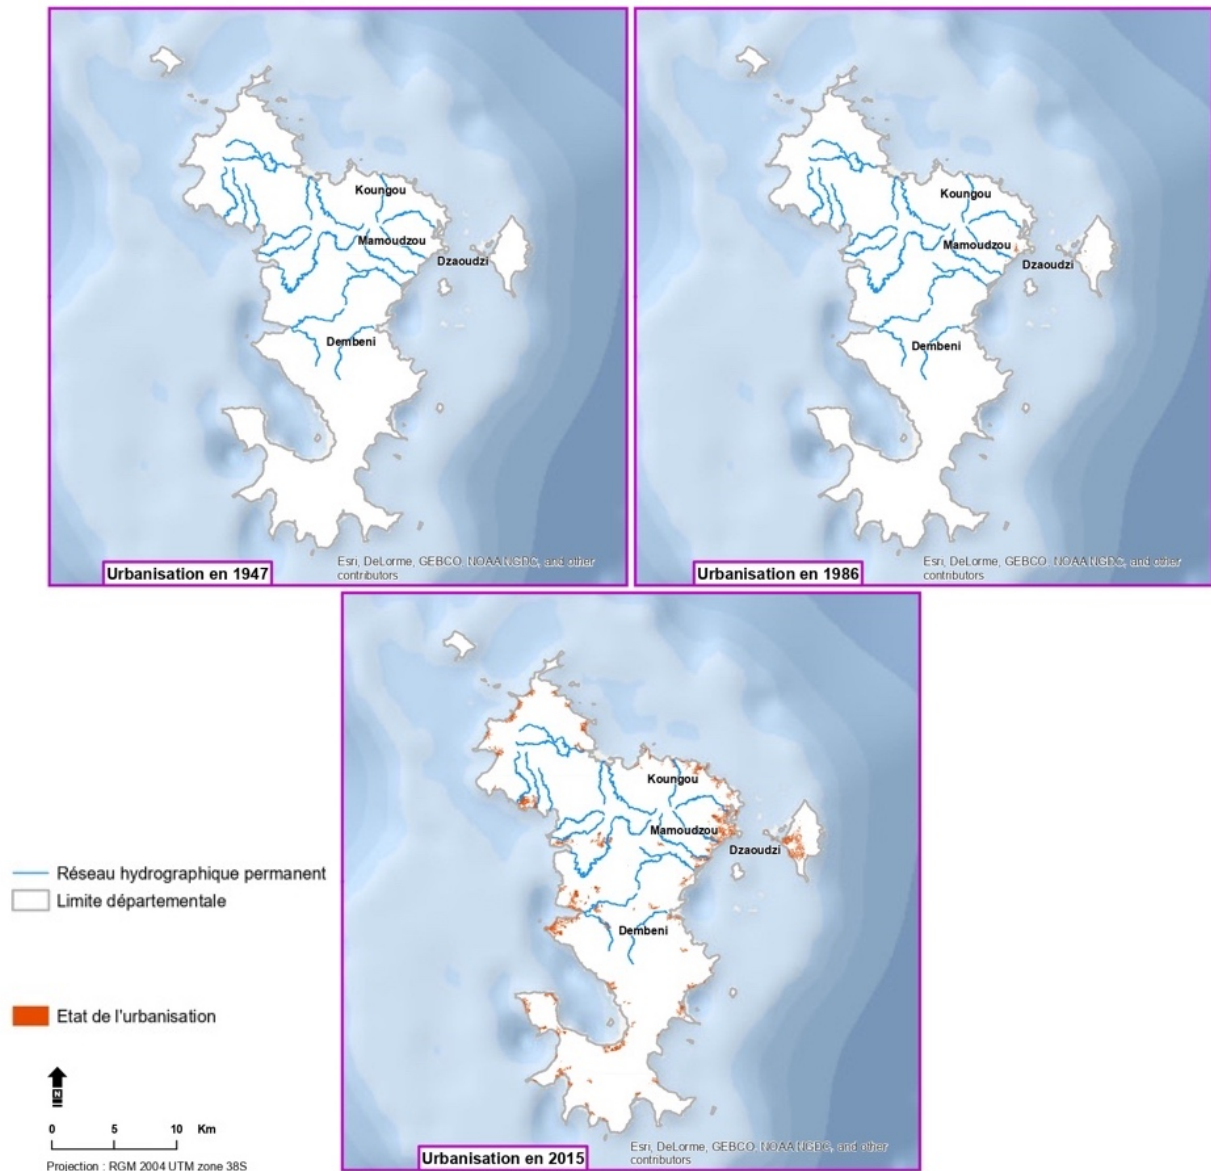 Koungou
Mamoudzou
Dzaoudzi
Dembeni
Esri, DeLorme, GEBCO, NOAA NGDC, and other
contributors
Urbanisation en 1947
Koungou
Mamoudzou
Dzaoudzi
Dembeni
Esri, DeLorme, GEBCO, NOAA NGDC, and other
contributors
Urbanisation en 1986
Koungou
Mamoudzou
Dzaoudzi
Dembeni
Esri, DeLorme, GEBCO, NOAA NGDC, and other
contributors
Urbanisation en 2015
Réseau hydrographique permanent
Limite départementale
Etat de l'urbanisation
N
0 5 10 Km
Projection : RGM 2004 UTM zone 38S